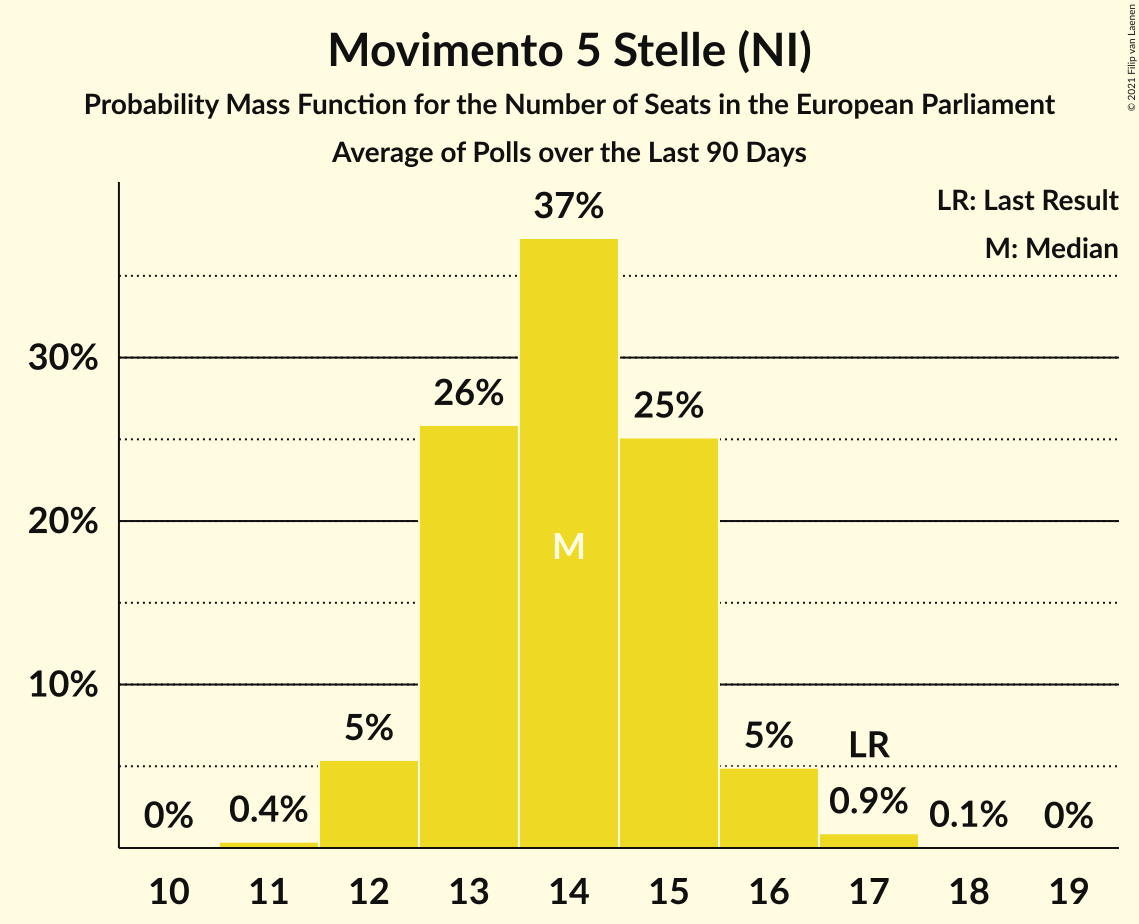 Movimento 5 Stelle (NI)
Probability Mass Function for the Number of Seats in the European Parliament
Average of Polls over the Last 90 Days
© 2021 Filip van Laenen
LR: Last Result
M: Median
37%
30%
26%
25%
20%
M
10%
5%
5%
LR
0%
0.4%
0.9%
0.1%
0%
10 11 12 13 14 15 16 17 18 19